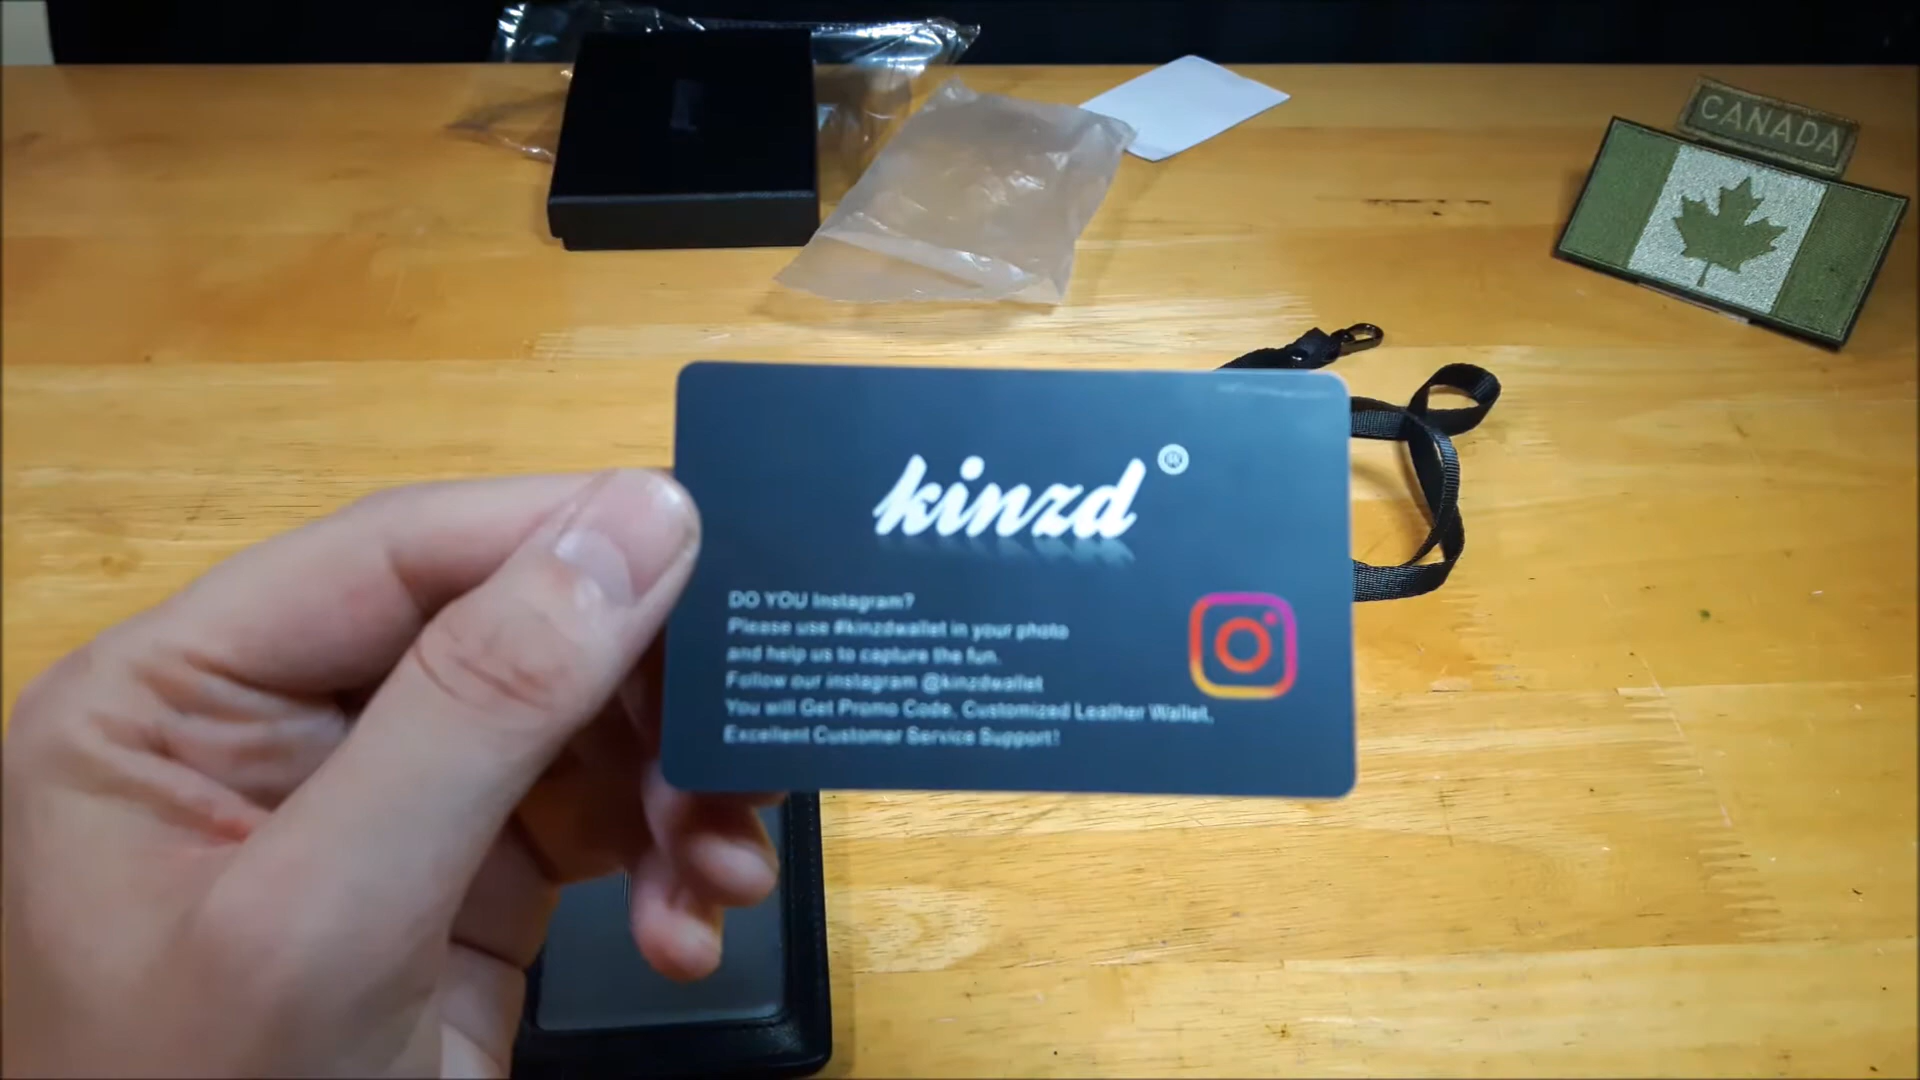 CANADA
kinzd®
DO YOU Instagram?
Please use #kinzdwallet in your photo
and help us to capture the fun.
Follow our instagram @kinzdwallet
You will Get Promo Code, Customized Leather Wallet,
Excellent Customer Service Support!